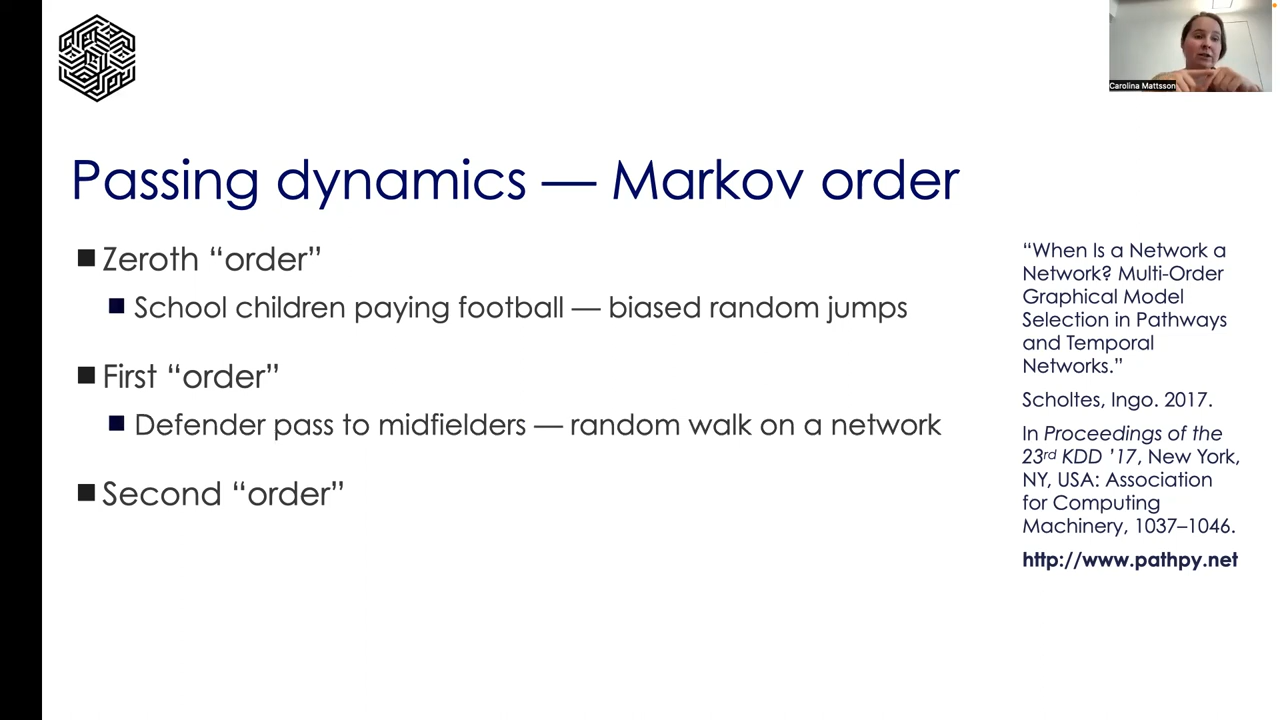 Carolina Mattsson
Passing dynamics — Markov order
Zeroth “order”
School children paying football — biased random jumps
First “order”
Defender pass to midfielders — random walk on a network
Second “order”
“When Is a Network a
Network? Multi-Order
Graphical Model
Selection in Pathways
and Temporal
Networks.”
Scholtes, Ingo. 2017.
In Proceedings of the
23rd KDD ’17, New York,
NY, USA: Association
for Computing
Machinery, 1037–1046.
http://www.pathpy.net